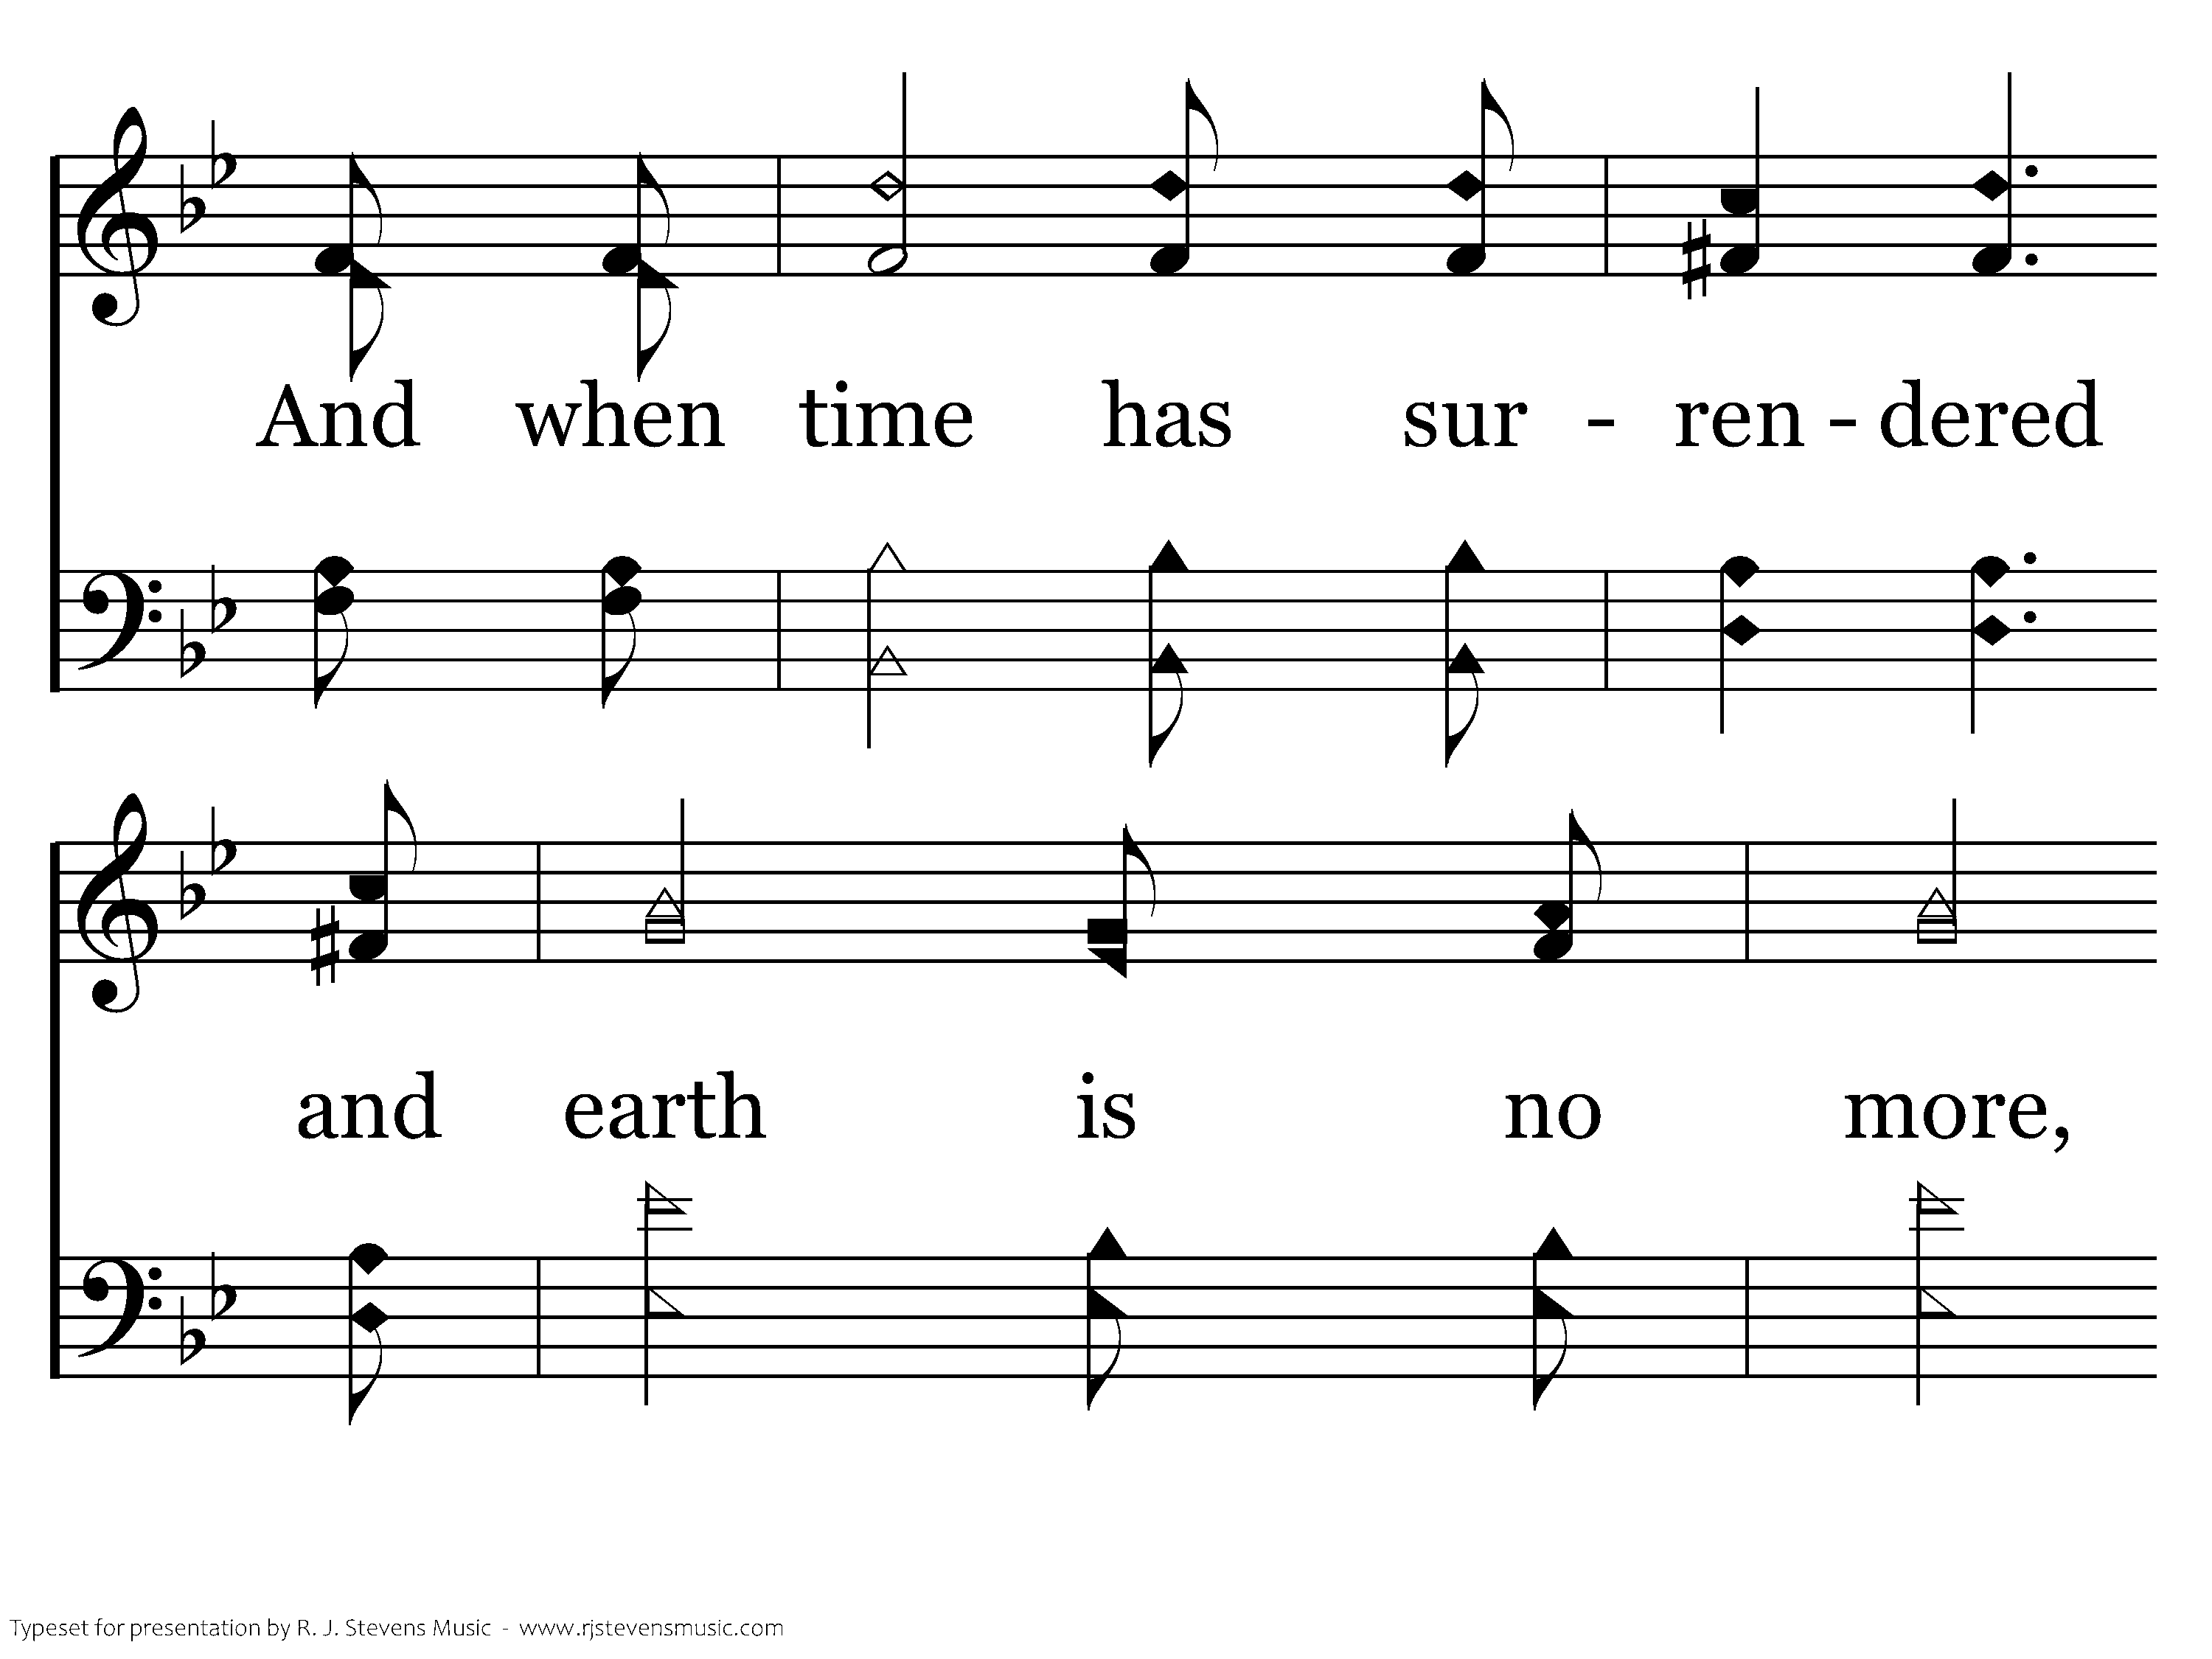 And when time has sur - ren - dered
and earth is no more,
Typeset for presentation by R. J. Stevens Music - www.rjstevensmusic.com